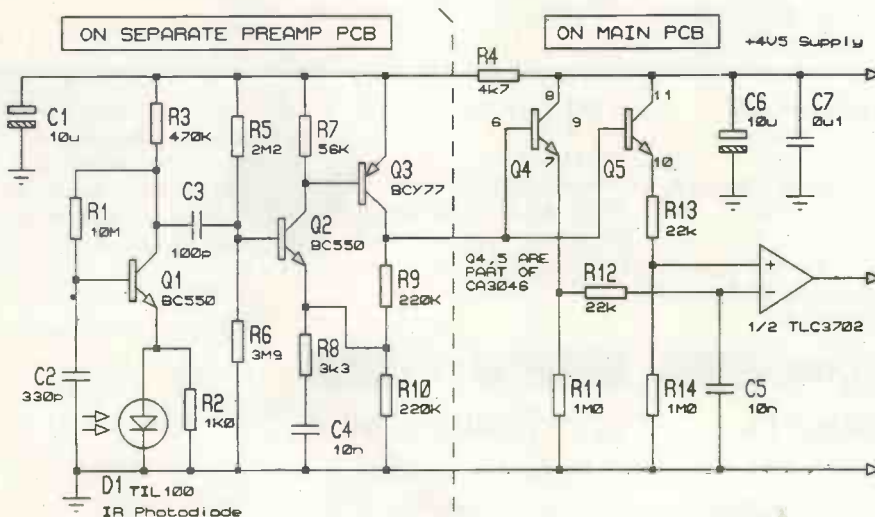 ON SEPARATE PREAMP PCB
ON MAIN PCB
+4V5 Supply
R4
4k7
C1
10u
R3
470K
R5
2M2
R7
56K
Q3
BCY77
8
6
9
Q4
7
11
Q5
10
C6
10u
C7
0u1
R1
10M
C3
100p
Q2
BC550
Q1
BC550
R13
22k
Q4,5 ARE
PART OF
CA3046
R9
220K
R12
22k
+
-
1/2 TLC3702
C2
330p
R2
1K0
R6
3M9
R8
3k3
R10
220K
R11
1M0
R14
1M0
C5
10n
C4
10n
D1 TIL100
IR Photodiode